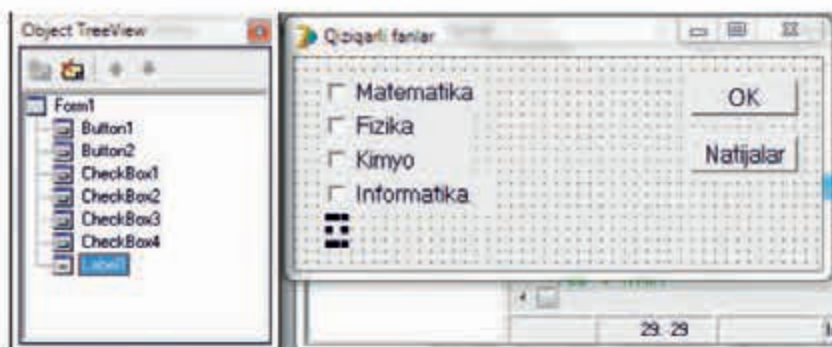 Object TreeView
Form1
Button1
Button2
CheckBox1
CheckBox2
CheckBox3
CheckBox4
Label1
Qiziqarli fanlar
Matematika
Fizika
Kimyo
Informatika
OK
Natijalar
29: 29